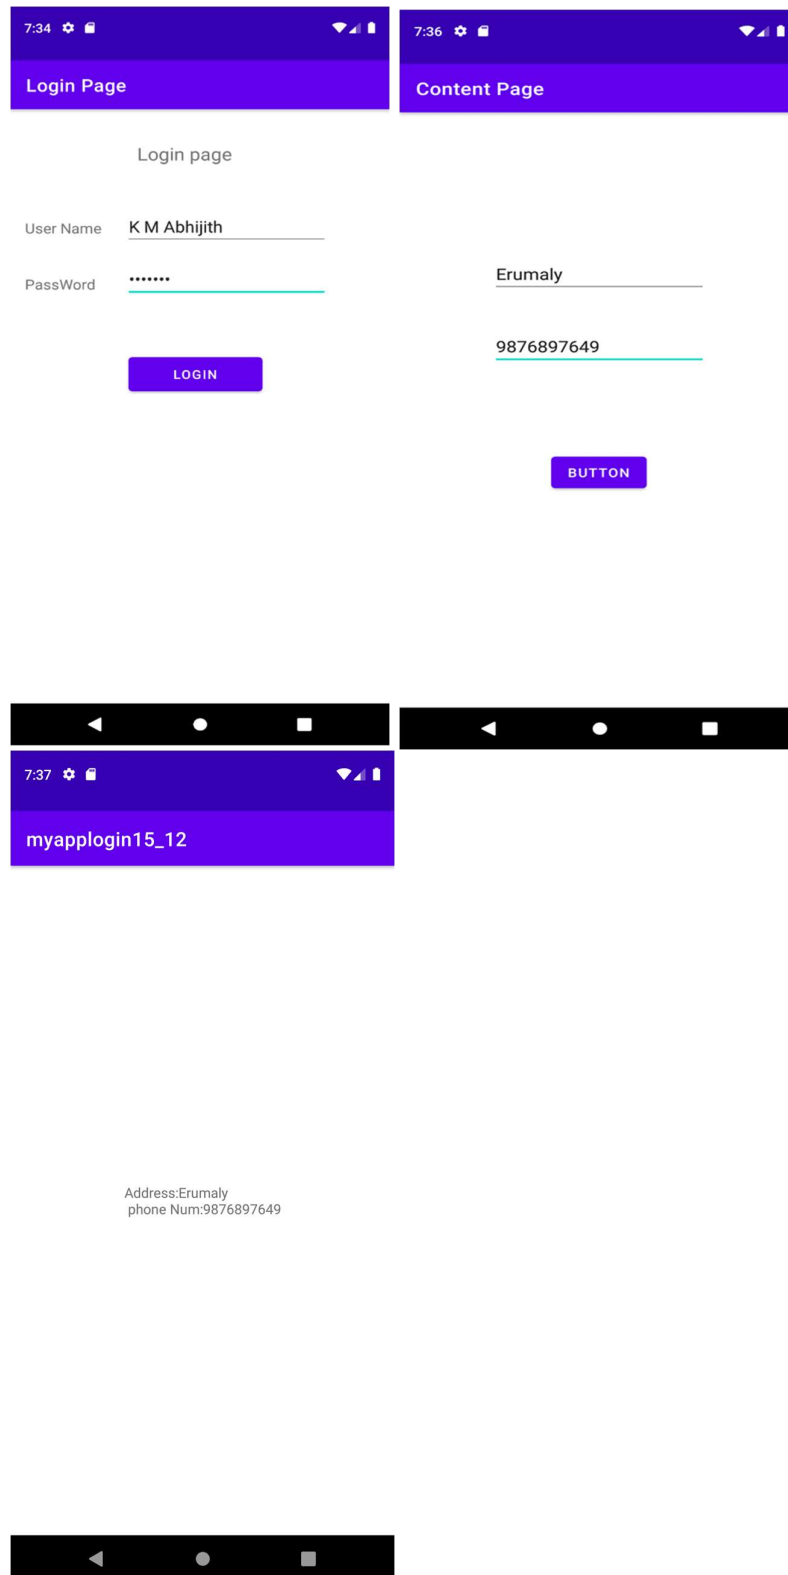 7:34
Login Page
Login page
User Name K M Abhijith
PassWord •••••••
LOGIN
7:36
Content Page
Erumaly
9876897649
BUTTON
7:37
myapplogin15_12
Address:Erumaly
phone Num:9876897649